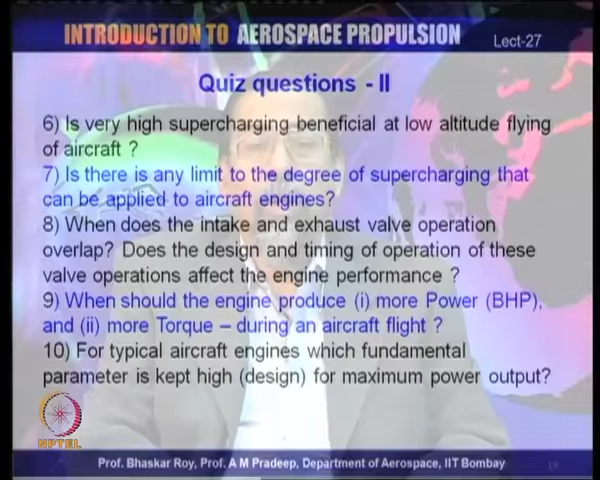 INTRODUCTION TO AEROSPACE PROPULSION
Lect-27
Quiz questions - II
6) Is very high supercharging beneficial at low altitude flying
of aircraft ?
7) Is there is any limit to the degree of supercharging that
can be applied to aircraft engines?
8) When does the intake and exhaust valve operation
overlap? Does the design and timing of operation of these
valve operations affect the engine performance ?
9) When should the engine produce (i) more Power (BHP),
and (ii) more Torque – during an aircraft flight ?
10) For typical aircraft engines which fundamental
parameter is kept high (design) for maximum power output?
NPTEL
Prof. Bhaskar Roy, Prof. A M Pradeep, Department of Aerospace, IIT Bombay